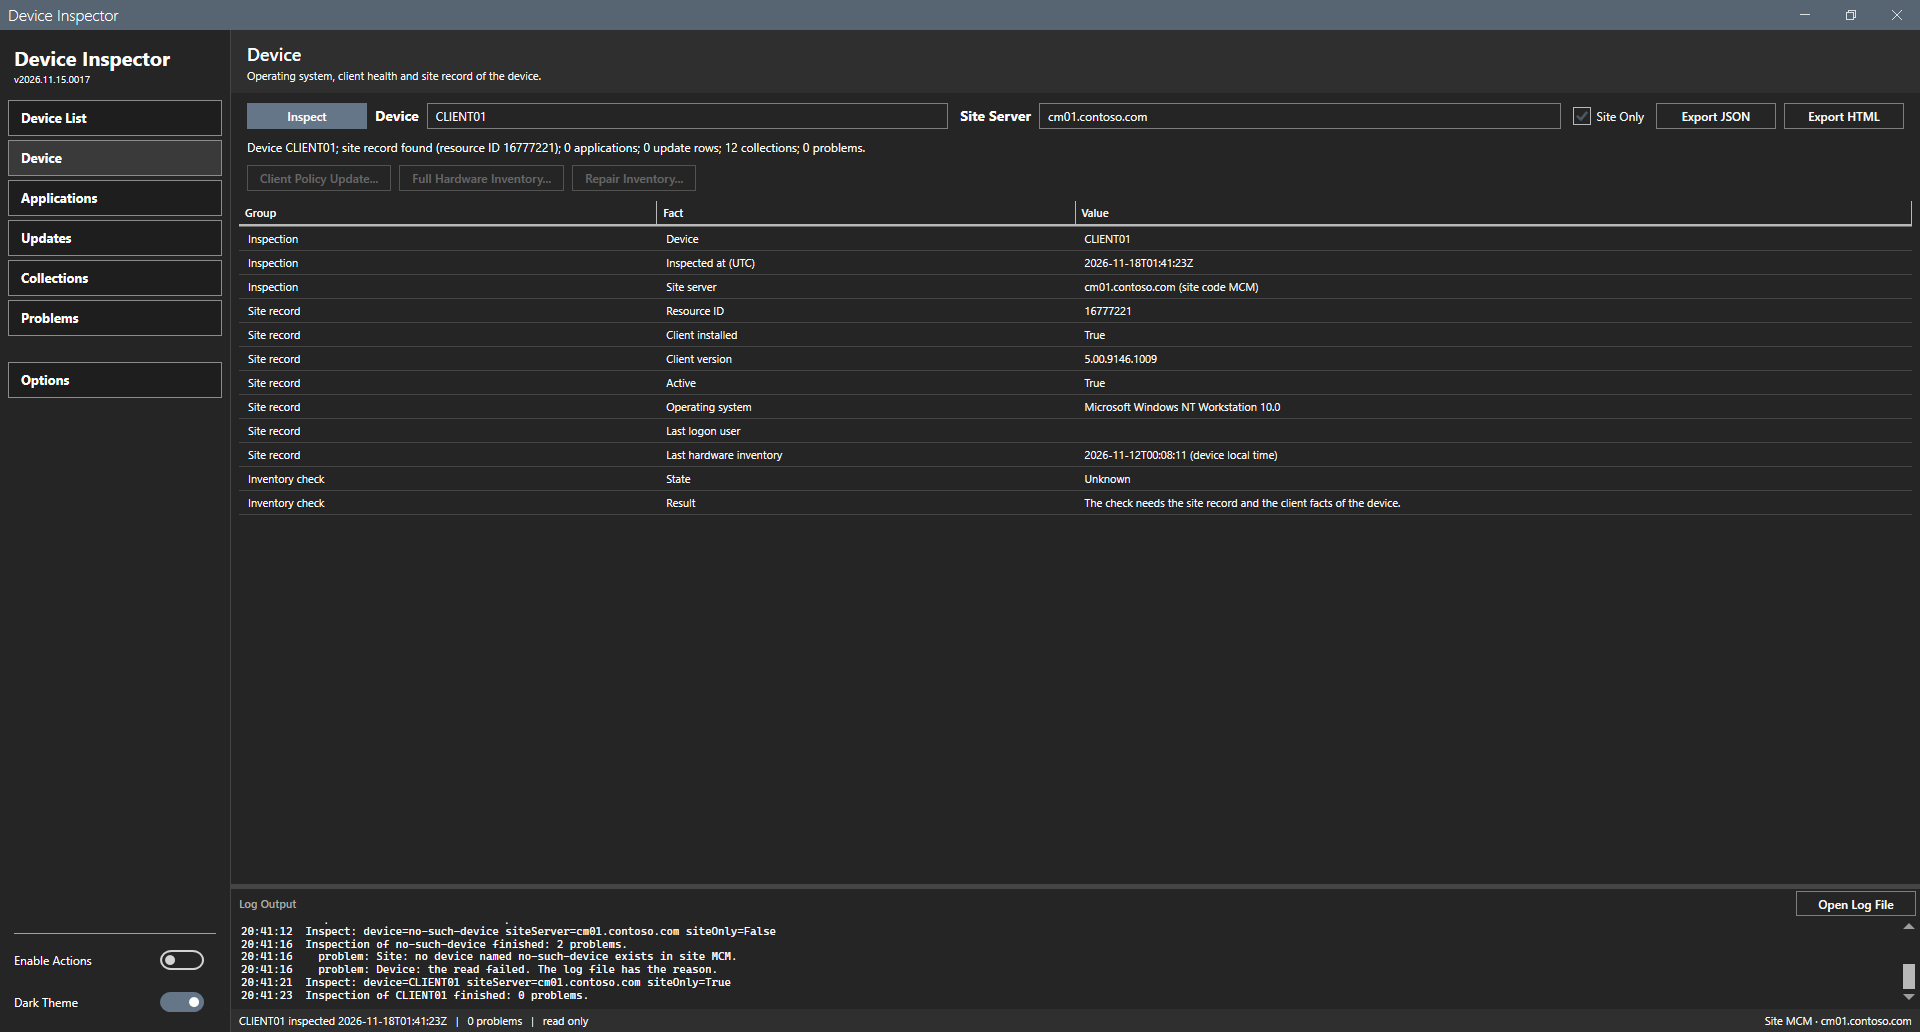 Device Inspector
Device Inspector
v2026.11.15.0017
Device List
Device
Applications
Updates
Collections
Problems
Options
Enable Actions
Dark Theme
Device
Operating system, client health and site record of the device.
Inspect Device CLIENT01 Site Server cm01.contoso.com Site Only Export JSON Export HTML
Device CLIENT01; site record found (resource ID 16777221); 0 applications; 0 update rows; 12 collections; 0 problems.
Client Policy Update... Full Hardware Inventory... Repair Inventory...
Group Fact Value
Inspection Device CLIENT01
Inspection Inspected at (UTC) 2026-11-18T01:41:23Z
Inspection Site server cm01.contoso.com (site code MCM)
Site record Resource ID 16777221
Site record Client installed True
Site record Client version 5.00.9146.1009
Site record Active True
Site record Operating system Microsoft Windows NT Workstation 10.0
Site record Last logon user
Site record Last hardware inventory 2026-11-12T00:08:11 (device local time)
Inventory check State Unknown
Inventory check Result The check needs the site record and the client facts of the device.
Log Output Open Log File
20:41:12 Inspect: device=no-such-device siteServer=cm01.contoso.com siteOnly=False
20:41:16 Inspection of no-such-device finished: 2 problems.
20:41:16 problem: Site: no device named no-such-device exists in site MCM.
20:41:16 problem: Device: the read failed. The log file has the reason.
20:41:21 Inspect: device=CLIENT01 siteServer=cm01.contoso.com siteOnly=True
20:41:23 Inspection of CLIENT01 finished: 0 problems.
CLIENT01 inspected 2026-11-18T01:41:23Z | 0 problems | read only Site MCM · cm01.contoso.com